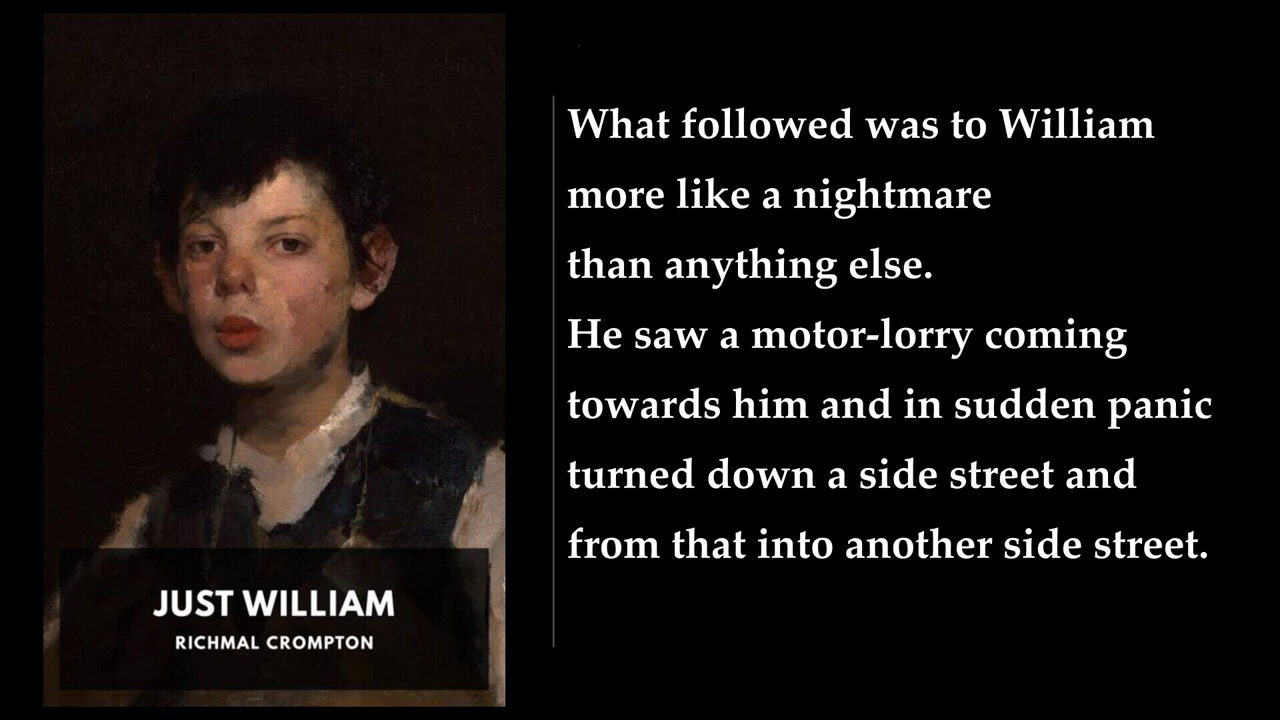 JUST WILLIAM
RICHMAL CROMPTON
What followed was to William
more like a nightmare
than anything else.
He saw a motor-lorry coming
towards him and in sudden panic
turned down a side street and
from that into another side street.